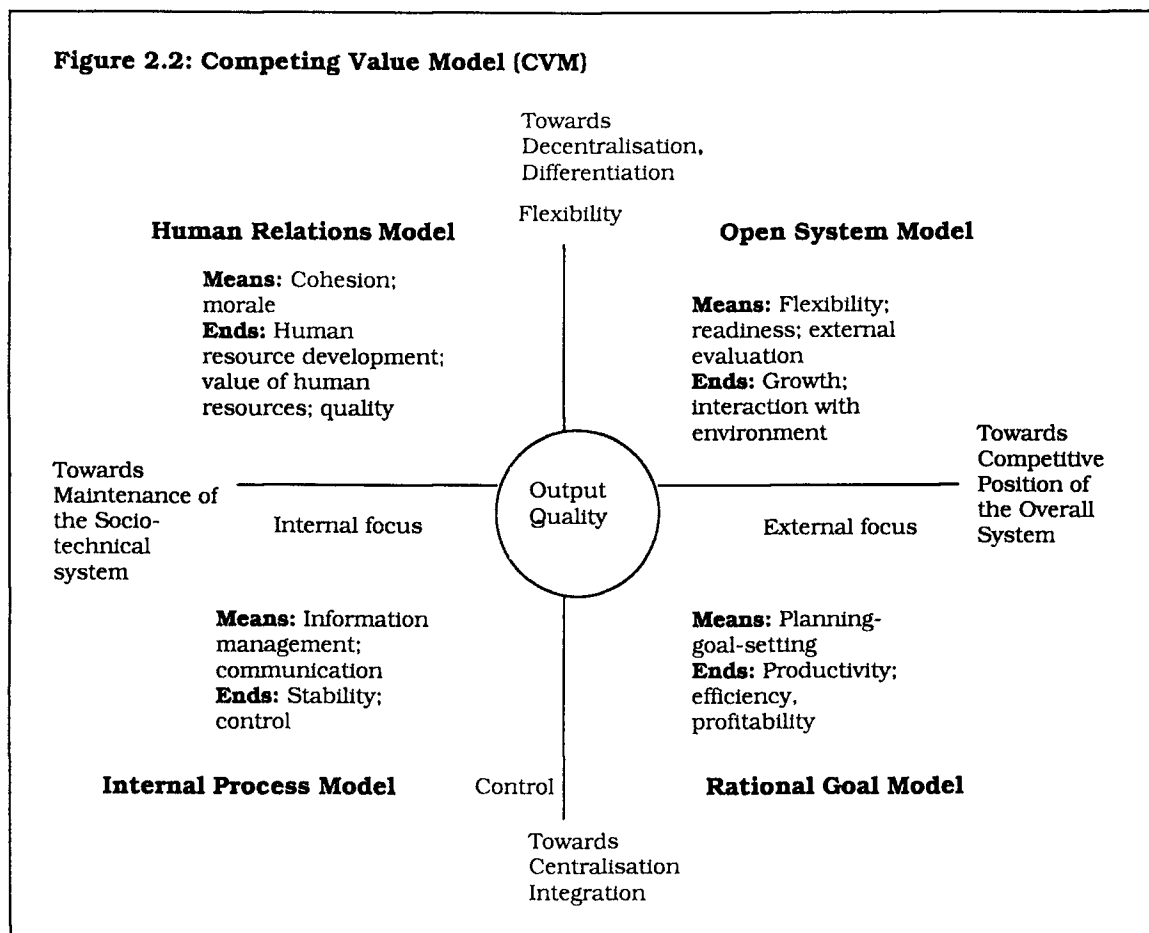 Figure 2.2: Competing Value Model (CVM)
Towards
Decentralisation,
Differentiation
Flexibility
Human Relations Model
Means: Cohesion;
morale
Ends: Human
resource development;
value of human
resources; quality
Open System Model
Means: Flexibility;
readiness; external
evaluation
Ends: Growth;
interaction with
environment
Towards
Maintenance of
the Socio-
technical
system
Internal focus
Output
Quality
External focus
Towards
Competitive
Position of
the Overall
System
Means: Information
management;
communication
Ends: Stability;
control
Internal Process Model
Means: Planning-
goal-setting
Ends: Productivity;
efficiency,
profitability
Rational Goal Model
Control
Towards
Centralisation
Integration